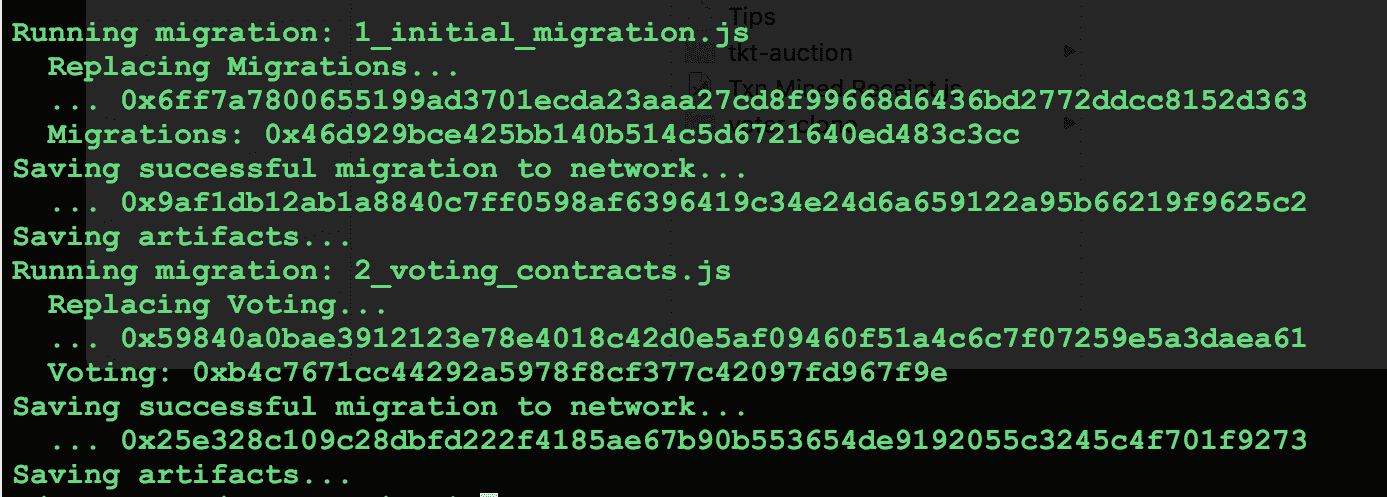 Running migration: 1_initial_migration.js
Replacing Migrations...
... 0x6ff7a7800655199ad3701ecda23aaa27cd8f99668d6436bd2772ddcc8152d363
Migrations: 0x46d929bce425bb140b514c5d6721640ed483c3cc
Saving successful migration to network...
... 0x9af1db12ab1a8840c7ff0598af6396419c34e24d6a659122a95b66219f9625c2
Saving artifacts...
Running migration: 2_voting_contracts.js
Replacing Voting...
... 0x59840a0bae3912123e78e4018c42d0e5af09460f51a4c6c7f07259e5a3daea61
Voting: 0xb4c7671cc44292a5978f8cf377c42097fd967f9e
Saving successful migration to network...
... 0x25e328c109c28dbfd222f4185ae67b90b553654de9192055c3245c4f701f9273
Saving artifacts...
Tips
tkt-auction
Txn Mined Receipt.js